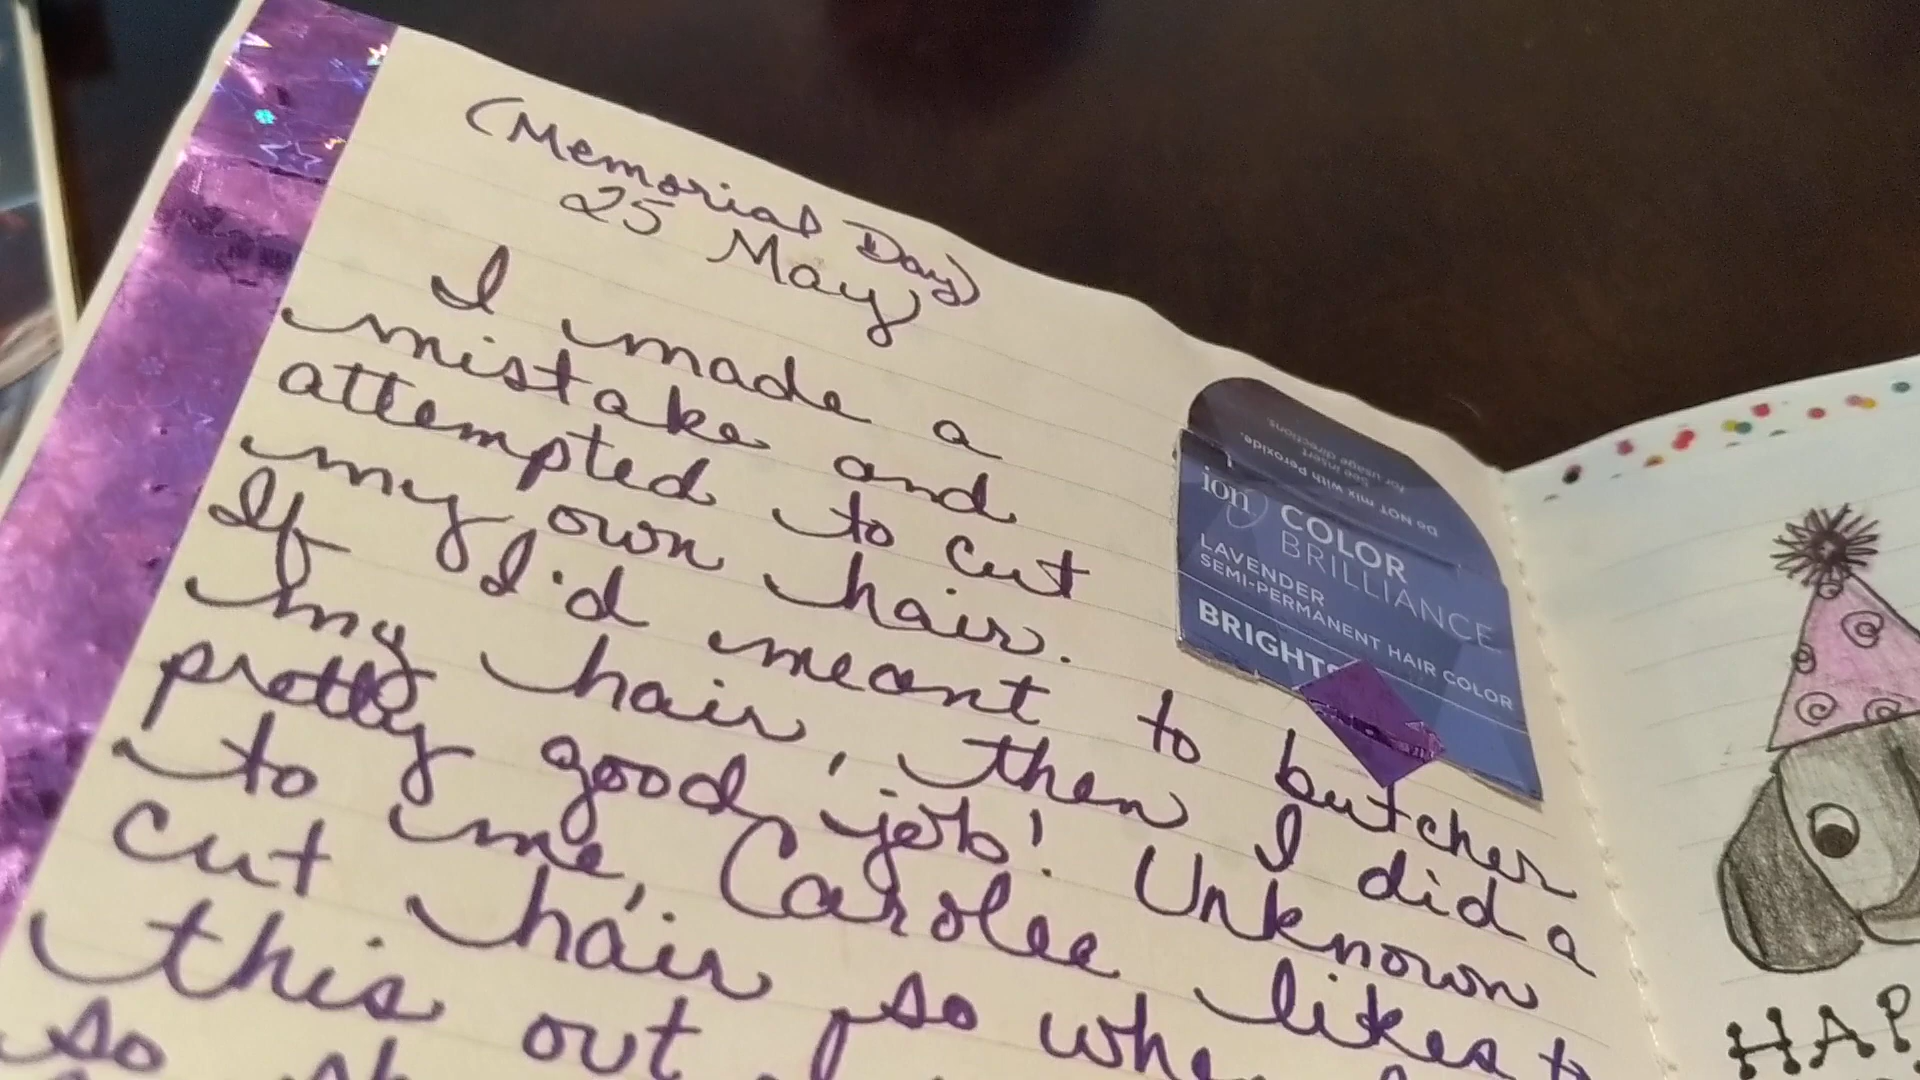 (Memorial Day)
25 May
I made a
mistake and
attempted to cut
my own hair.
If I'd meant to butcher
my hair, then I did a
pretty good job! Unknown
to me, Carolee likes to
cut hair so when
this out I
so
Do NOT mix with Peroxide.
See insert
for usage directions.
ion
COLOR
BRILLIANCE
LAVENDER
SEMI-PERMANENT HAIR COLOR
BRIGHTS
HAP